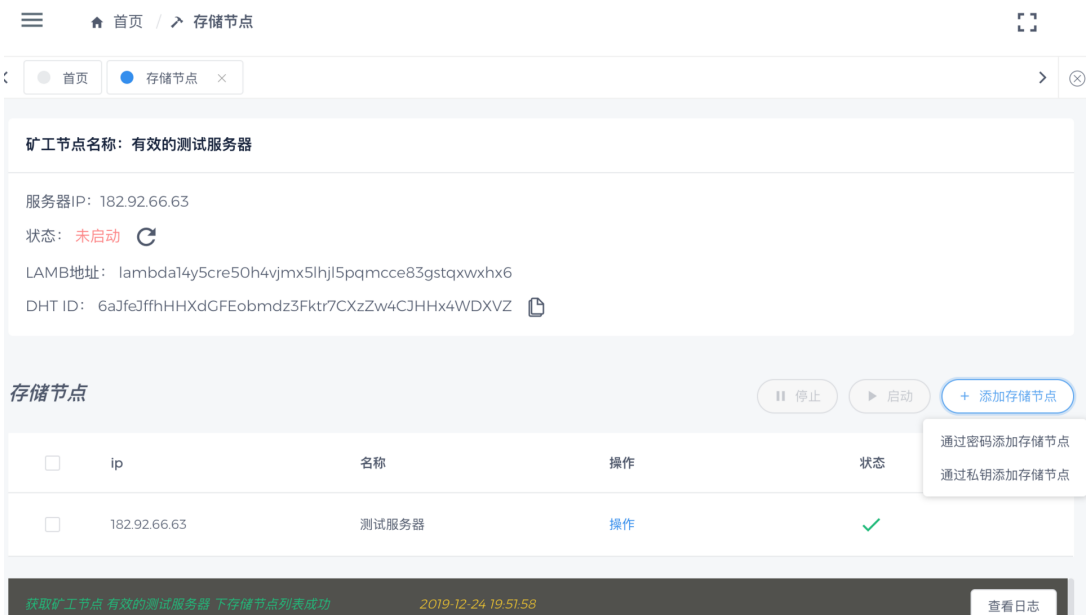 首页 / 存储节点
首页 存储节点
矿工节点名称：有效的测试服务器
服务器IP：182.92.66.63
状态：未启动
LAMB地址：lambda14y5cre50h4vjmx5lhjl5pqmcce83gstqxwxhx6
DHT ID：6aJfeJffhHHXdGFEobmdz3Fktr7CXzZw4CJHHx4WDXVZ
存储节点 停止 启动 + 添加存储节点
通过密码添加存储节点
通过私钥添加存储节点
ip 名称 操作 状态
182.92.66.63 测试服务器 操作
获取矿工节点 有效的测试服务器 下存储节点列表成功 2019-12-24 19:51:58 查看日志